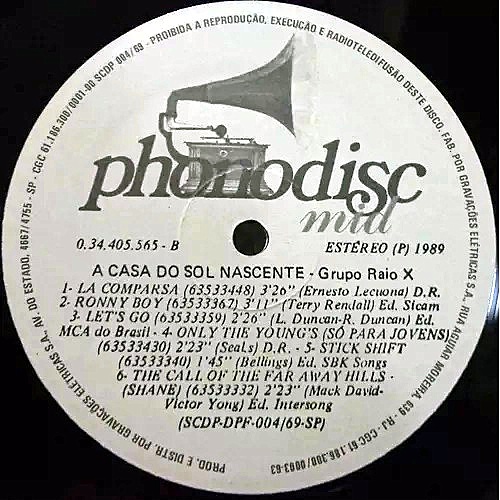 PROIBIDA A REPRODUÇÃO, EXECUÇÃO E RADIOTELEDIFUSÃO DESTE DISCO. FAB. POR GRAVAÇÕES ELÉTRICAS S.A., RUA AGUIAR MOREIRA, 629 - RJ - CGC 61.186.300/0063-63
PROD. E DISTR. POR GRAVAÇÕES ELÉTRICAS S.A., AV. DO ESTADO, 4667/4755 - SP - CGC 61.186.300/0001-00 SCDP 004/69 -
phonodisc
mid
0.34.405.565 - B
ESTÉREO (P) 1989
A CASA DO SOL NASCENTE - Grupo Raio X
1- LA COMPARSA (63533448) 3'26" (Ernesto Lecuona) D.R.
2- RONNY BOY (63533367) 3'11" (Terry Rendall) Ed. Sicam
3- LET'S GO (63533359) 2'26" (L. Duncan-R. Duncan) Ed.
MCA do Brasil - 4- ONLY THE YOUNG'S (SÓ PARA JOVENS)
(63533430) 2'23" (Seals) D.R. - 5- STICK SHIFT
(63533340) 1'45" (Bellings) Ed. SBK Songs
6- THE CALL OF THE FAR AWAY HILLS -
(SHANE) (63533332) 2'23" (Mack David-
Victor Yong) Ed. Intersong
(SCDP-DPF-004/69-SP)